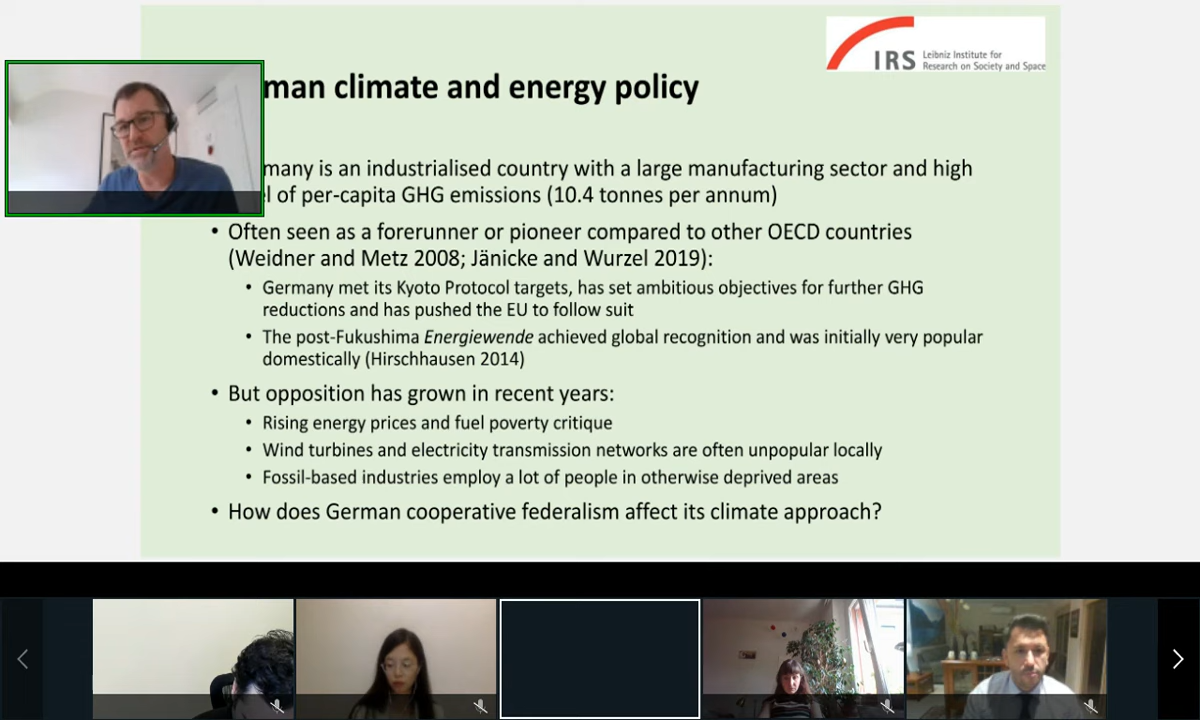 IRS
Leibniz Institute for
Research on Society and Space
man climate and energy policy
many is an industrialised country with a large manufacturing sector and high
l of per-capita GHG emissions (10.4 tonnes per annum)
• Often seen as a forerunner or pioneer compared to other OECD countries
(Weidner and Metz 2008; Jänicke and Wurzel 2019):
• Germany met its Kyoto Protocol targets, has set ambitious objectives for further GHG
reductions and has pushed the EU to follow suit
• The post-Fukushima Energiewende achieved global recognition and was initially very popular
domestically (Hirschhausen 2014)
• But opposition has grown in recent years:
• Rising energy prices and fuel poverty critique
• Wind turbines and electricity transmission networks are often unpopular locally
• Fossil-based industries employ a lot of people in otherwise deprived areas
• How does German cooperative federalism affect its climate approach?